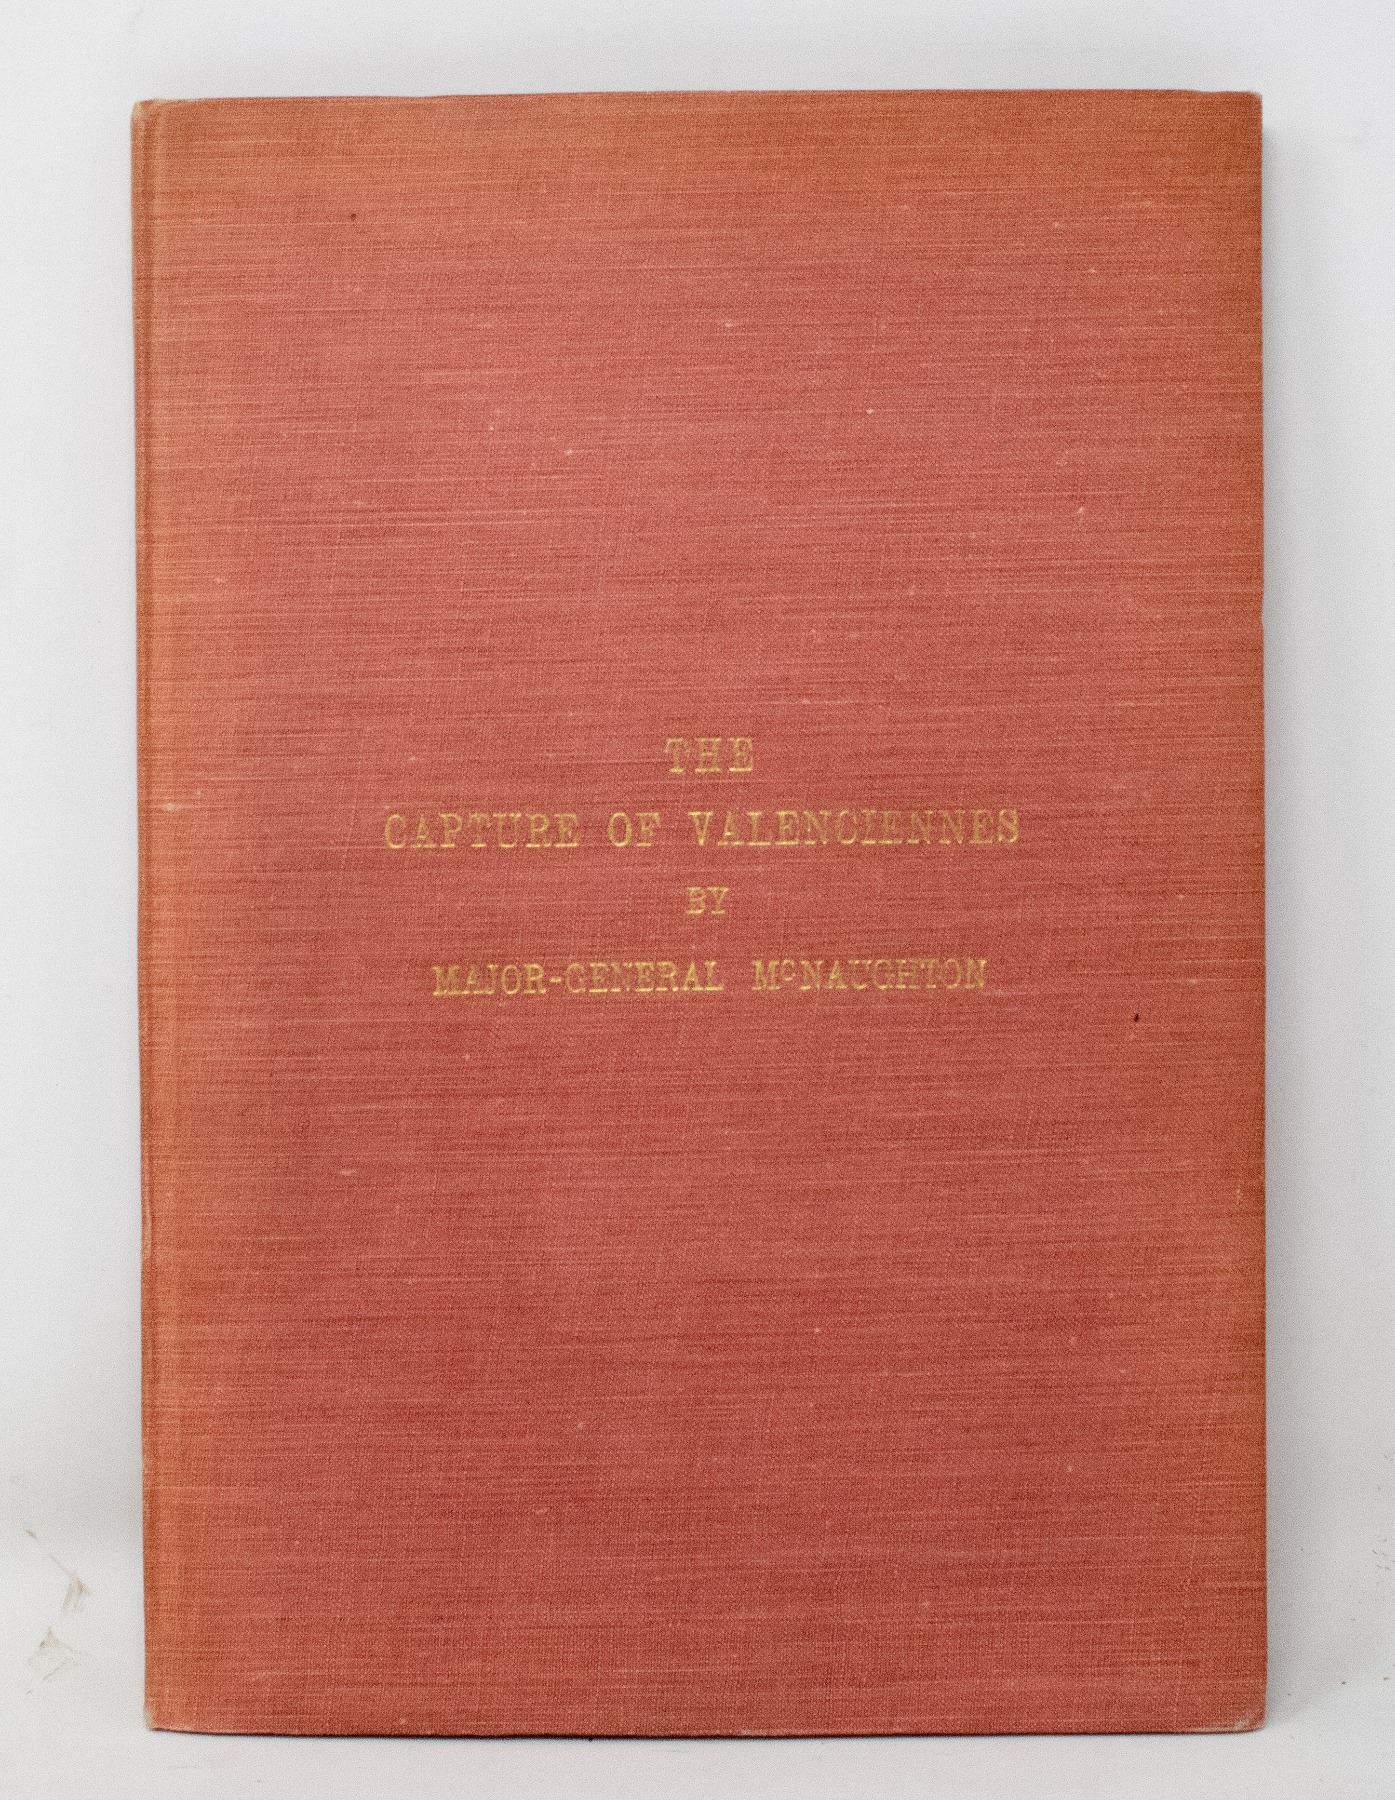 THE
CAPTURE OF VALENCIENNES
BY
MAJOR-GENERAL MCNAUGHTON